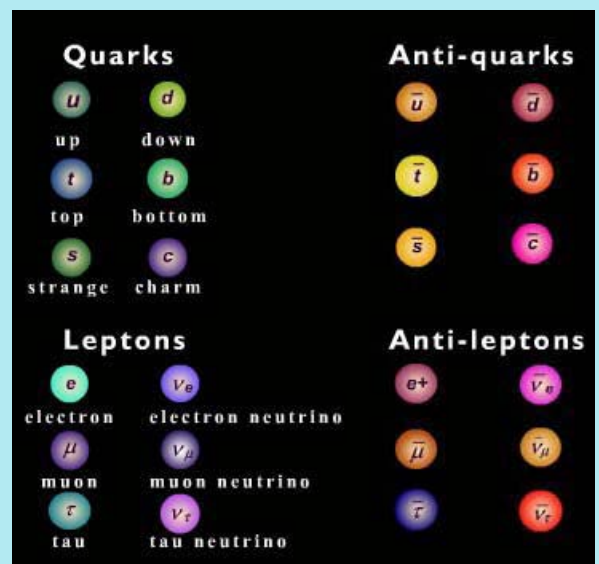 Quarks Anti-quarks
u d u̅ d̅
up down
t b t̅ b̅
top bottom
s c s̅ c̅
strange charm
Leptons Anti-leptons
e νe e+ ν̅e
electron electron neutrino
μ νμ μ̅ ν̅μ
muon muon neutrino
τ ντ τ̅ ν̅τ
tau tau neutrino